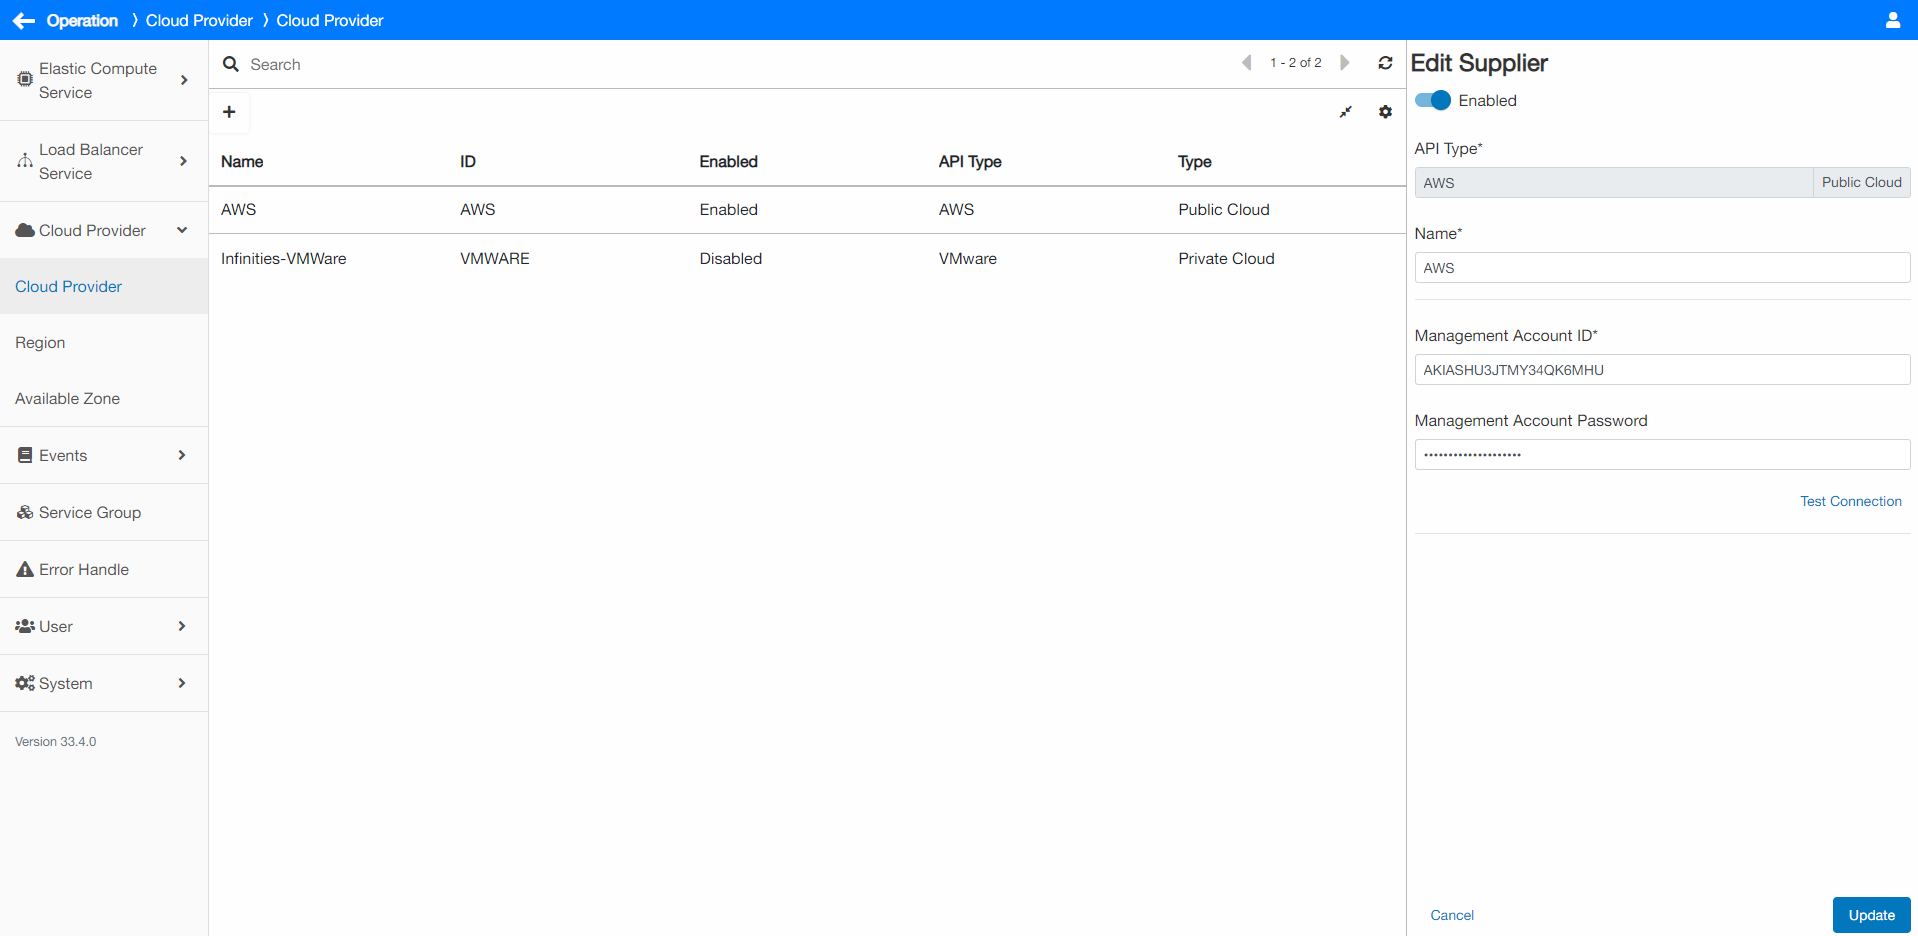 Operation 〉 Cloud Provider 〉 Cloud Provider
Elastic Compute
Service
Load Balancer
Service
Cloud Provider
Cloud Provider
Region
Available Zone
Events
Service Group
Error Handle
User
System
Version 33.4.0
Search
1 - 2 of 2
+
Name ID Enabled API Type Type
AWS AWS Enabled AWS Public Cloud
Infinities-VMWare VMWARE Disabled VMware Private Cloud
Edit Supplier
Enabled
API Type*
AWS Public Cloud
Name*
AWS
Management Account ID*
AKIASHU3JTMY34QK6MHU
Management Account Password
••••••••••••••••••••
Test Connection
Cancel Update